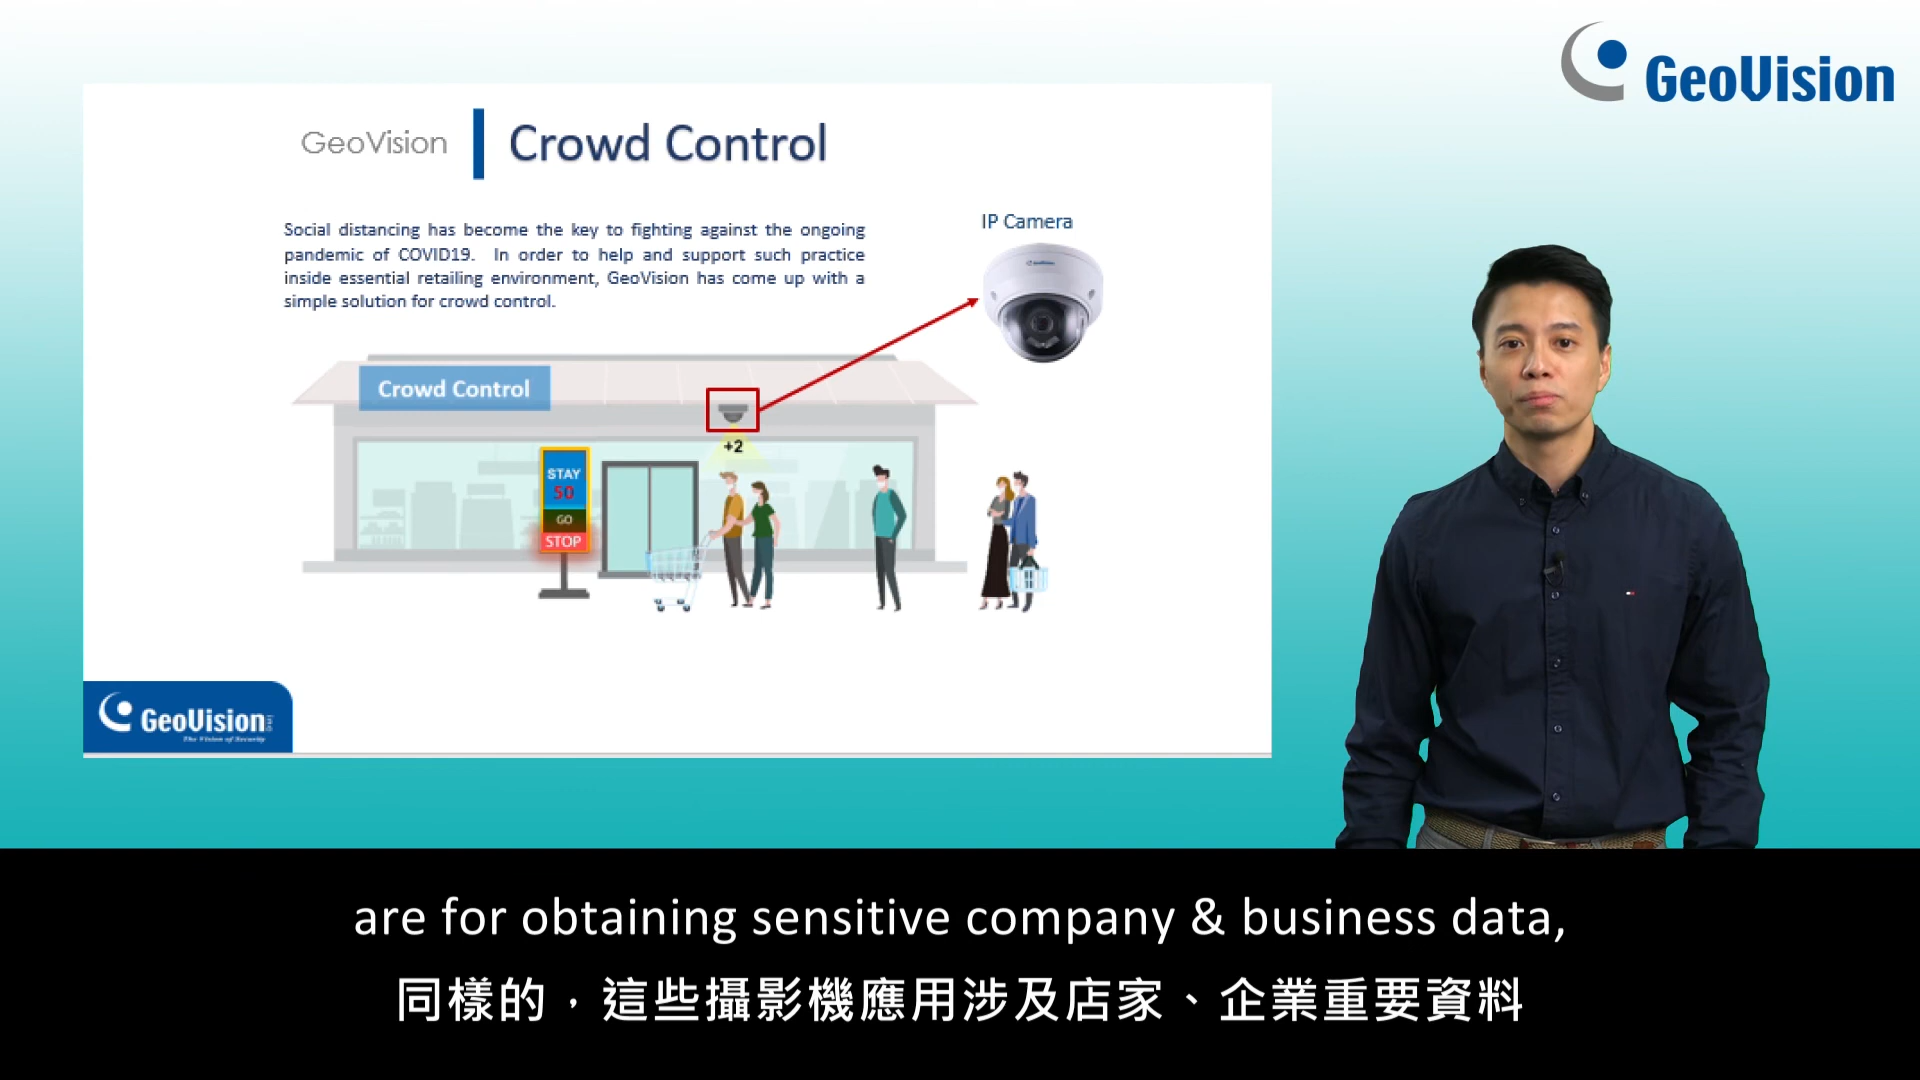 GeoVision
GeoVision
Crowd Control
Social distancing has become the key to fighting against the ongoing
pandemic of COVID19. In order to help and support such practice
inside essential retailing environment, GeoVision has come up with a
simple solution for crowd control.
IP Camera
Crowd Control
+2
STAY
50
GO
STOP
GeoVision
The Vision of Security
are for obtaining sensitive company & business data,
同樣的，這些攝影機應用涉及店家、企業重要資料